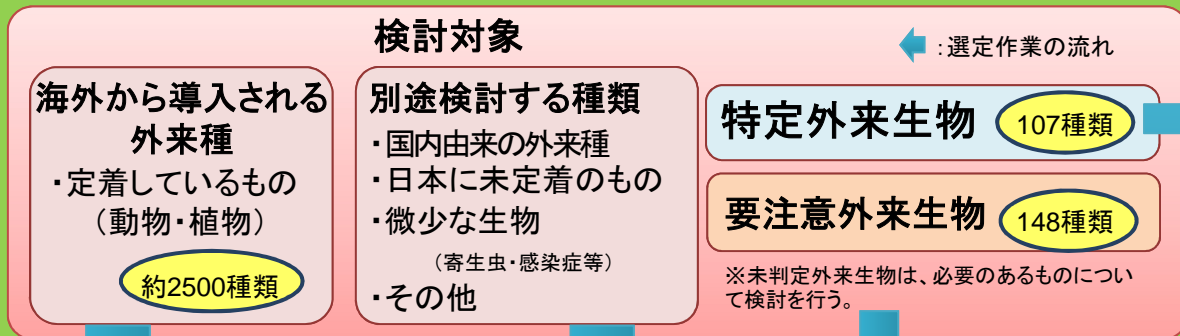 検討対象
:選定作業の流れ
海外から導入される
外来種
・定着しているもの
（動物・植物）
約2500種類
別途検討する種類
・国内由来の外来種
・日本に未定着のもの
・微少な生物
（寄生虫・感染症等）
・その他
特定外来生物
107種類
要注意外来生物
148種類
※未判定外来生物は、必要のあるものについ
て検討を行う。